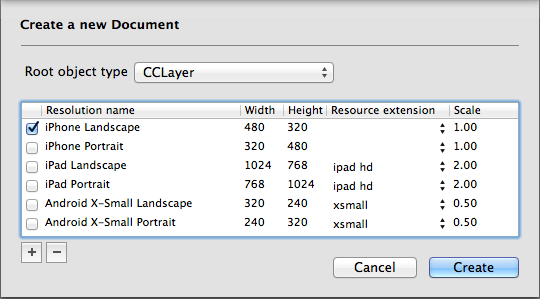 Create a new Document
Root object type CCLayer
Resolution name Width Height Resource extension Scale
iPhone Landscape 480 320 1.00
iPhone Portrait 320 480 1.00
iPad Landscape 1024 768 ipad hd 2.00
iPad Portrait 768 1024 ipad hd 2.00
Android X-Small Landscape 320 240 xsmall 0.50
Android X-Small Portrait 240 320 xsmall 0.50
+ −
Cancel Create